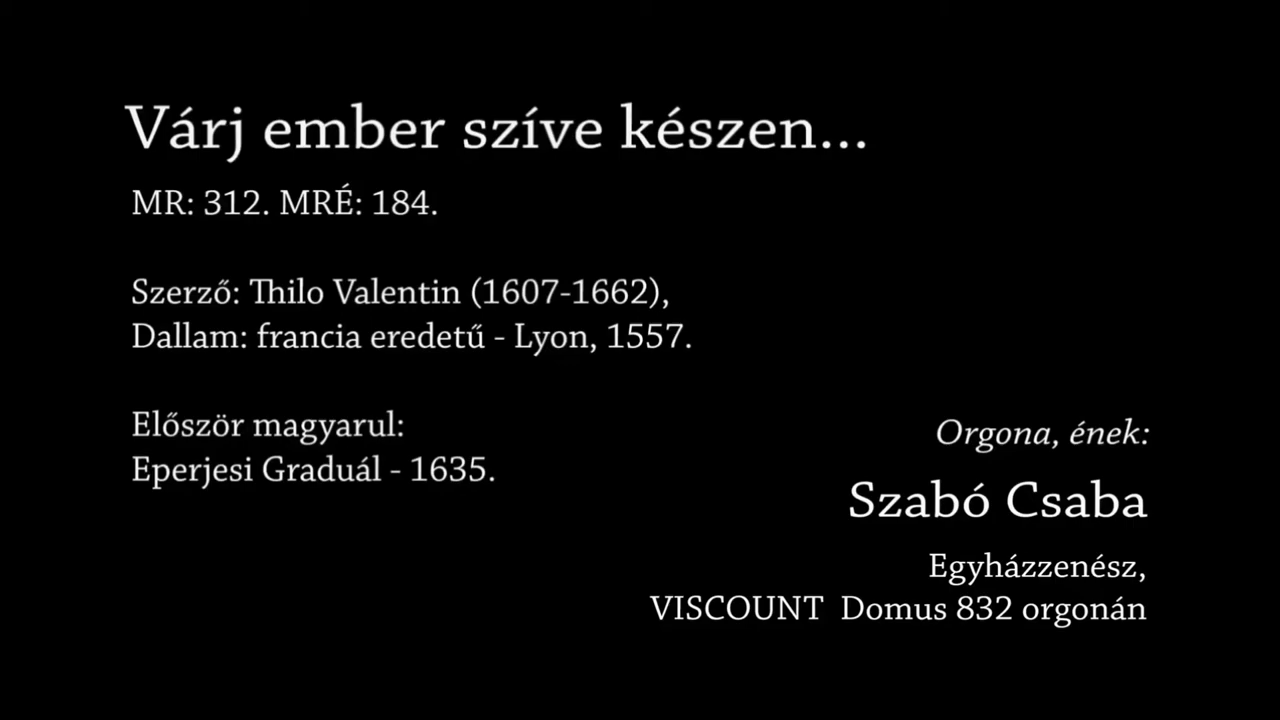 Várj ember szíve készen...
MR: 312. MRÉ: 184.
Szerző: Thilo Valentin (1607-1662),
Dallam: francia eredetű - Lyon, 1557.
Először magyarul:
Eperjesi Graduál - 1635.
Orgona, ének:
Szabó Csaba
Egyházzenész,
VISCOUNT Domus 832 orgonán